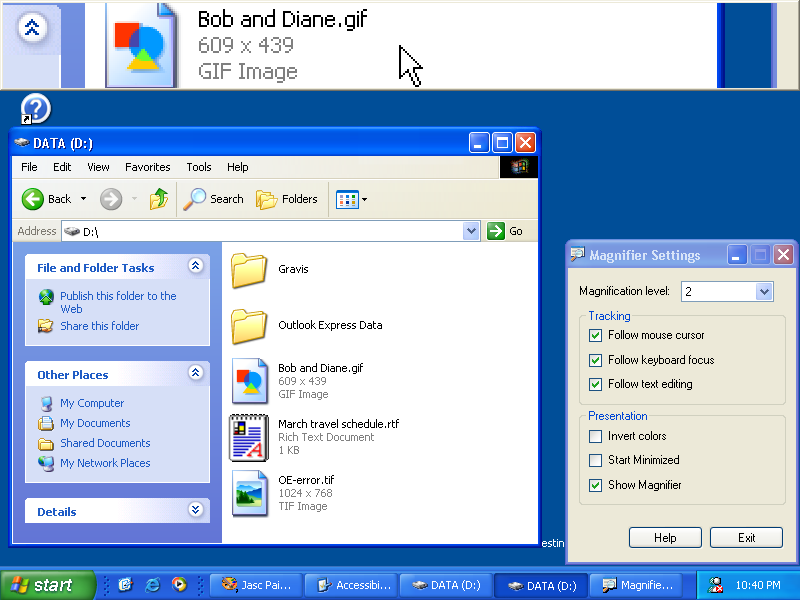 Bob and Diane.gif
609 x 439
GIF Image
DATA (D:)
File Edit View Favorites Tools Help
Back Search Folders
Address D:\ Go
File and Folder Tasks
Publish this folder to the
Web
Share this folder
Other Places
My Computer
My Documents
Shared Documents
My Network Places
Details
Gravis
Outlook Express Data
Bob and Diane.gif
609 x 439
GIF Image
March travel schedule.rtf
Rich Text Document
1 KB
OE-error.tif
1024 x 768
TIF Image
estin
Magnifier Settings
Magnification level: 2
Tracking
Follow mouse cursor
Follow keyboard focus
Follow text editing
Presentation
Invert colors
Start Minimized
Show Magnifier
Help Exit
start Jasc Pai... Accessibi... DATA (D:) DATA (D:) Magnifie... 10:40 PM